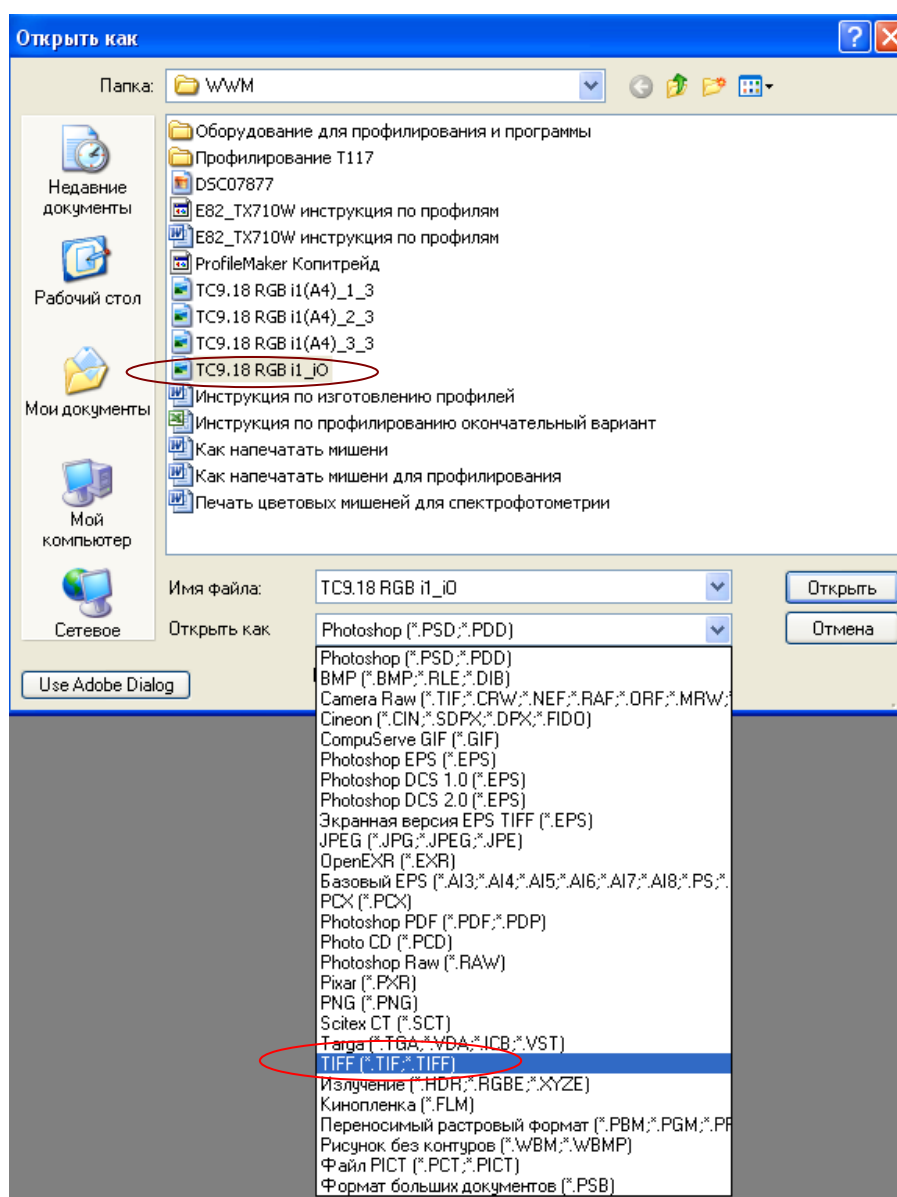 Открыть как
Папка:
WWM
Недавние
документы
Рабочий стол
Мои документы
Мой
компьютер
Сетевое
Оборудование для профилирования и программы
Профилирование T117
DSC07877
E82_TX710W инструкция по профилям
E82_TX710W инструкция по профилям
ProfileMaker Копитрейд
TC9.18 RGB i1(A4)_1_3
TC9.18 RGB i1(A4)_2_3
TC9.18 RGB i1(A4)_3_3
TC9.18 RGB i1_iO
Инструкция по изготовлению профилей
Инструкция по профилированию окончательный вариант
Как напечатать мишени
Как напечатать мишени для профилирования
Печать цветовых мишеней для спектрофотометрии
Имя файла:
TC9.18 RGB i1_iO
Открыть
Открыть как
Photoshop (*.PSD;*.PDD)
Отмена
Use Adobe Dialog
Photoshop (*.PSD;*.PDD)
BMP (*.BMP;*.RLE;*.DIB)
Camera Raw (*.TIF;*.CRW;*.NEF;*.RAF;*.ORF;*.MRW;*
Cineon (*.CIN;*.SDPX;*.DPX;*.FIDO)
CompuServe GIF (*.GIF)
Photoshop EPS (*.EPS)
Photoshop DCS 1.0 (*.EPS)
Photoshop DCS 2.0 (*.EPS)
Экранная версия EPS TIFF (*.EPS)
JPEG (*.JPG;*.JPEG;*.JPE)
OpenEXR (*.EXR)
Базовый EPS (*.AI3;*.AI4;*.AI5;*.AI6;*.AI7;*.AI8;*.PS;*.
PCX (*.PCX)
Photoshop PDF (*.PDF;*.PDP)
Photo CD (*.PCD)
Photoshop Raw (*.RAW)
Pixar (*.PXR)
PNG (*.PNG)
Scitex CT (*.SCT)
Targa (*.TGA;*.VDA;*.ICB;*.VST)
TIFF (*.TIF;*.TIFF)
Излучение (*.HDR;*.RGBE;*.XYZE)
Кинопленка (*.FLM)
Переносимый растровый формат (*.PBM;*.PGM;*.PF
Рисунок без контуров (*.WBM;*.WBMP)
Файл PICT (*.PCT;*.PICT)
Формат больших документов (*.PSB)